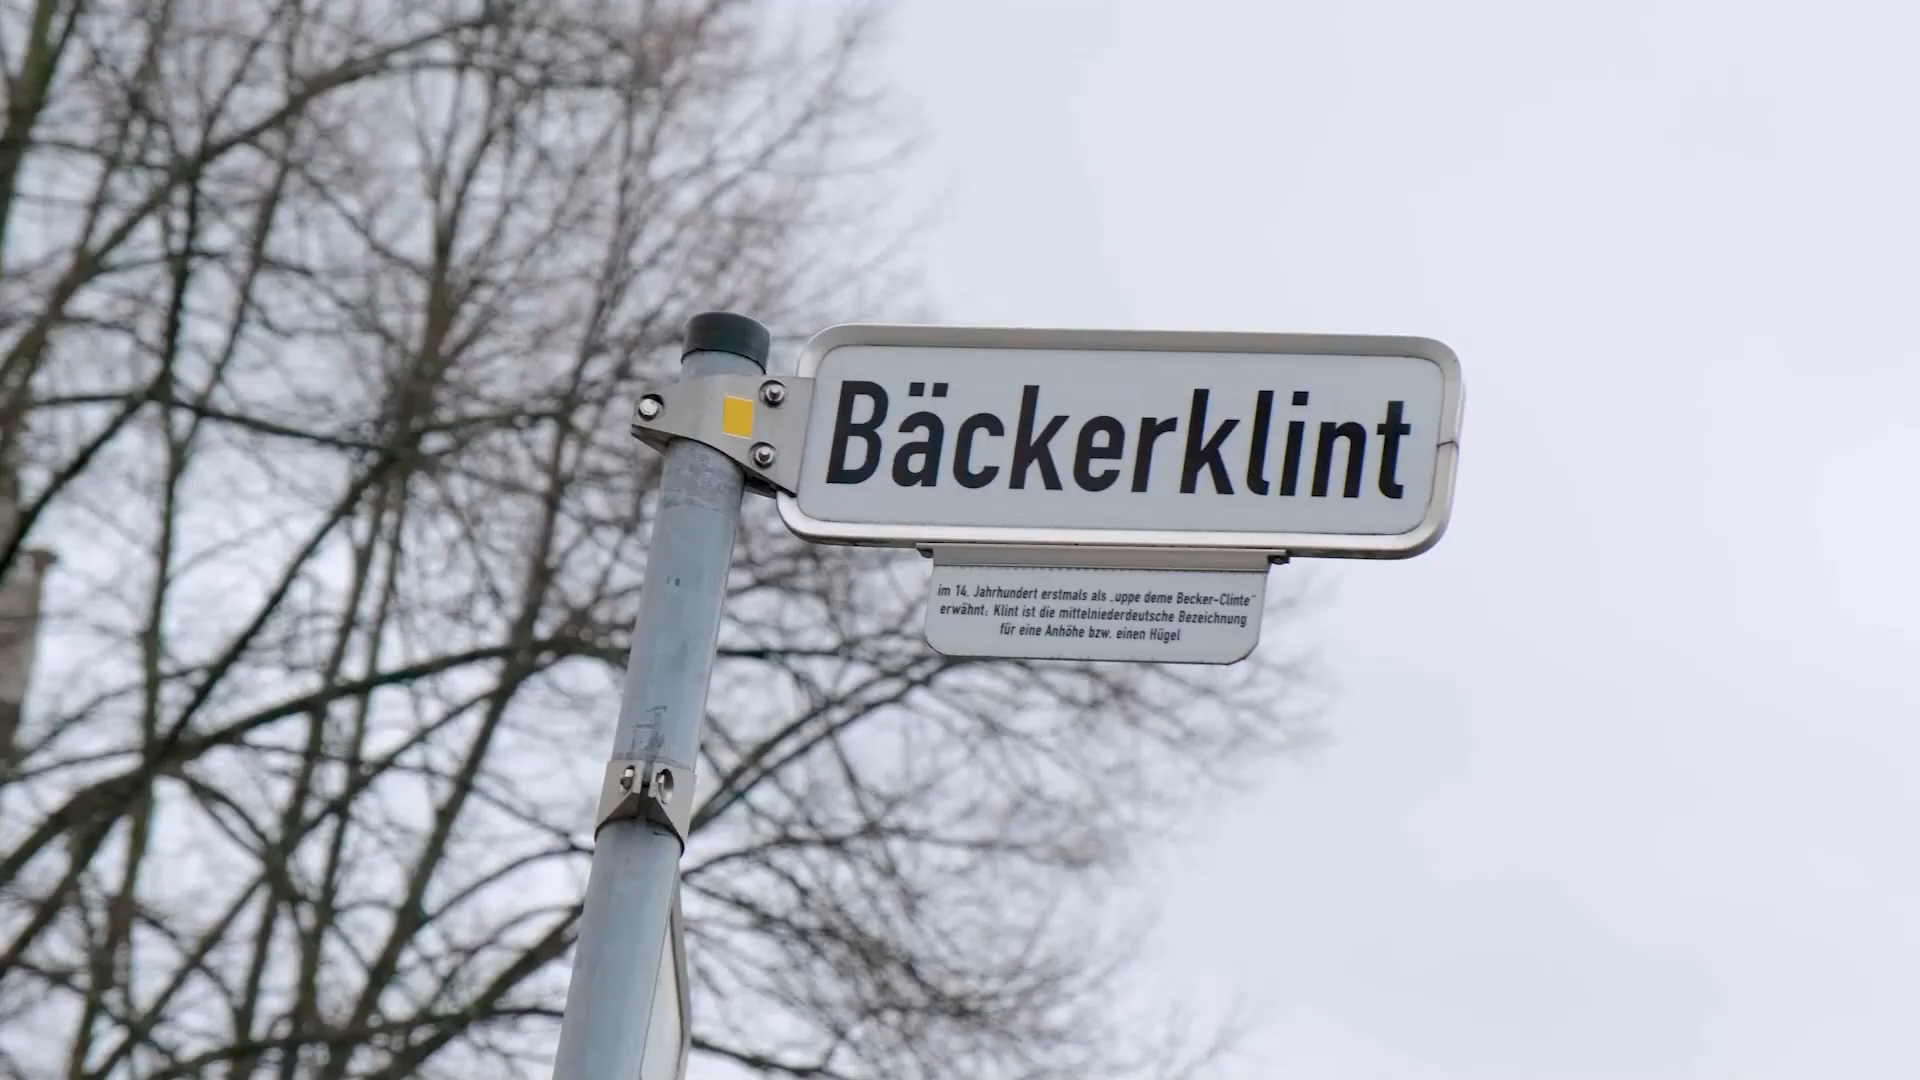 Bäckerklint
im 14. Jahrhundert erstmals als „uppe deme Becker-Clinte“
erwähnt; Klint ist die mittelniederdeutsche Bezeichnung
für eine Anhöhe bzw. einen Hügel